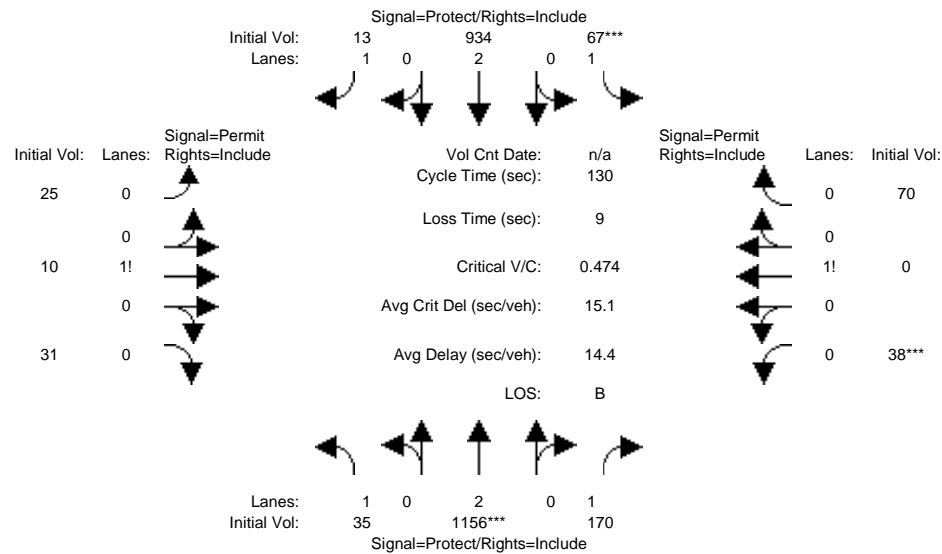 Signal=Protect/Rights=Include
Initial Vol: 13 934 67***
Lanes: 1 0 2 0 1
Signal=Permit Signal=Permit
Initial Vol: Lanes: Rights=Include Vol Cnt Date: n/a Rights=Include Lanes: Initial Vol:
Cycle Time (sec): 130
25 0 0 70
Loss Time (sec): 9
0 0
10 1! Critical V/C: 0.474 1! 0
0 Avg Crit Del (sec/veh): 15.1 0
31 0 Avg Delay (sec/veh): 14.4 0 38***
LOS: B
Lanes: 1 0 2 0 1
Initial Vol: 35 1156*** 170
Signal=Protect/Rights=Include